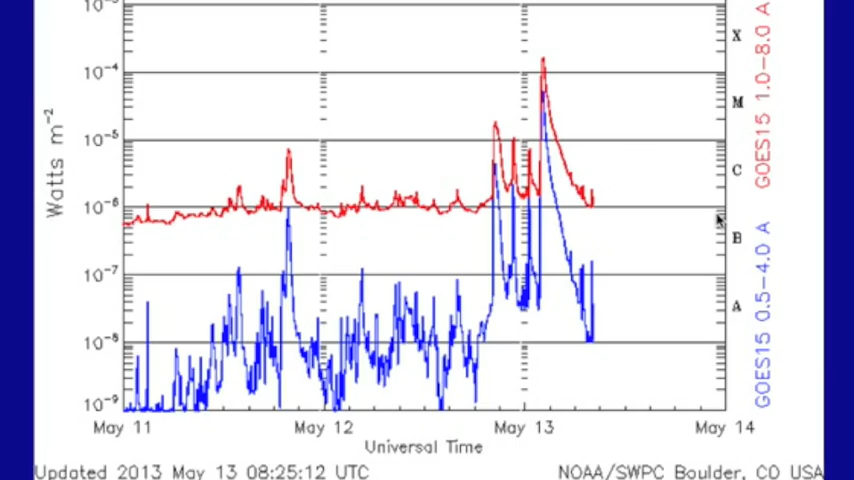 10⁻³
10⁻⁴
10⁻⁵
10⁻⁶
10⁻⁷
10⁻⁸
10⁻⁹
Watts m⁻²
X
M
C
B
A
GOES15 1.0-8.0 A
GOES15 0.5-4.0 A
May 11 May 12 May 13 May 14
Universal Time
Updated 2013 May 13 08:25:12 UTC NOAA/SWPC Boulder, CO USA